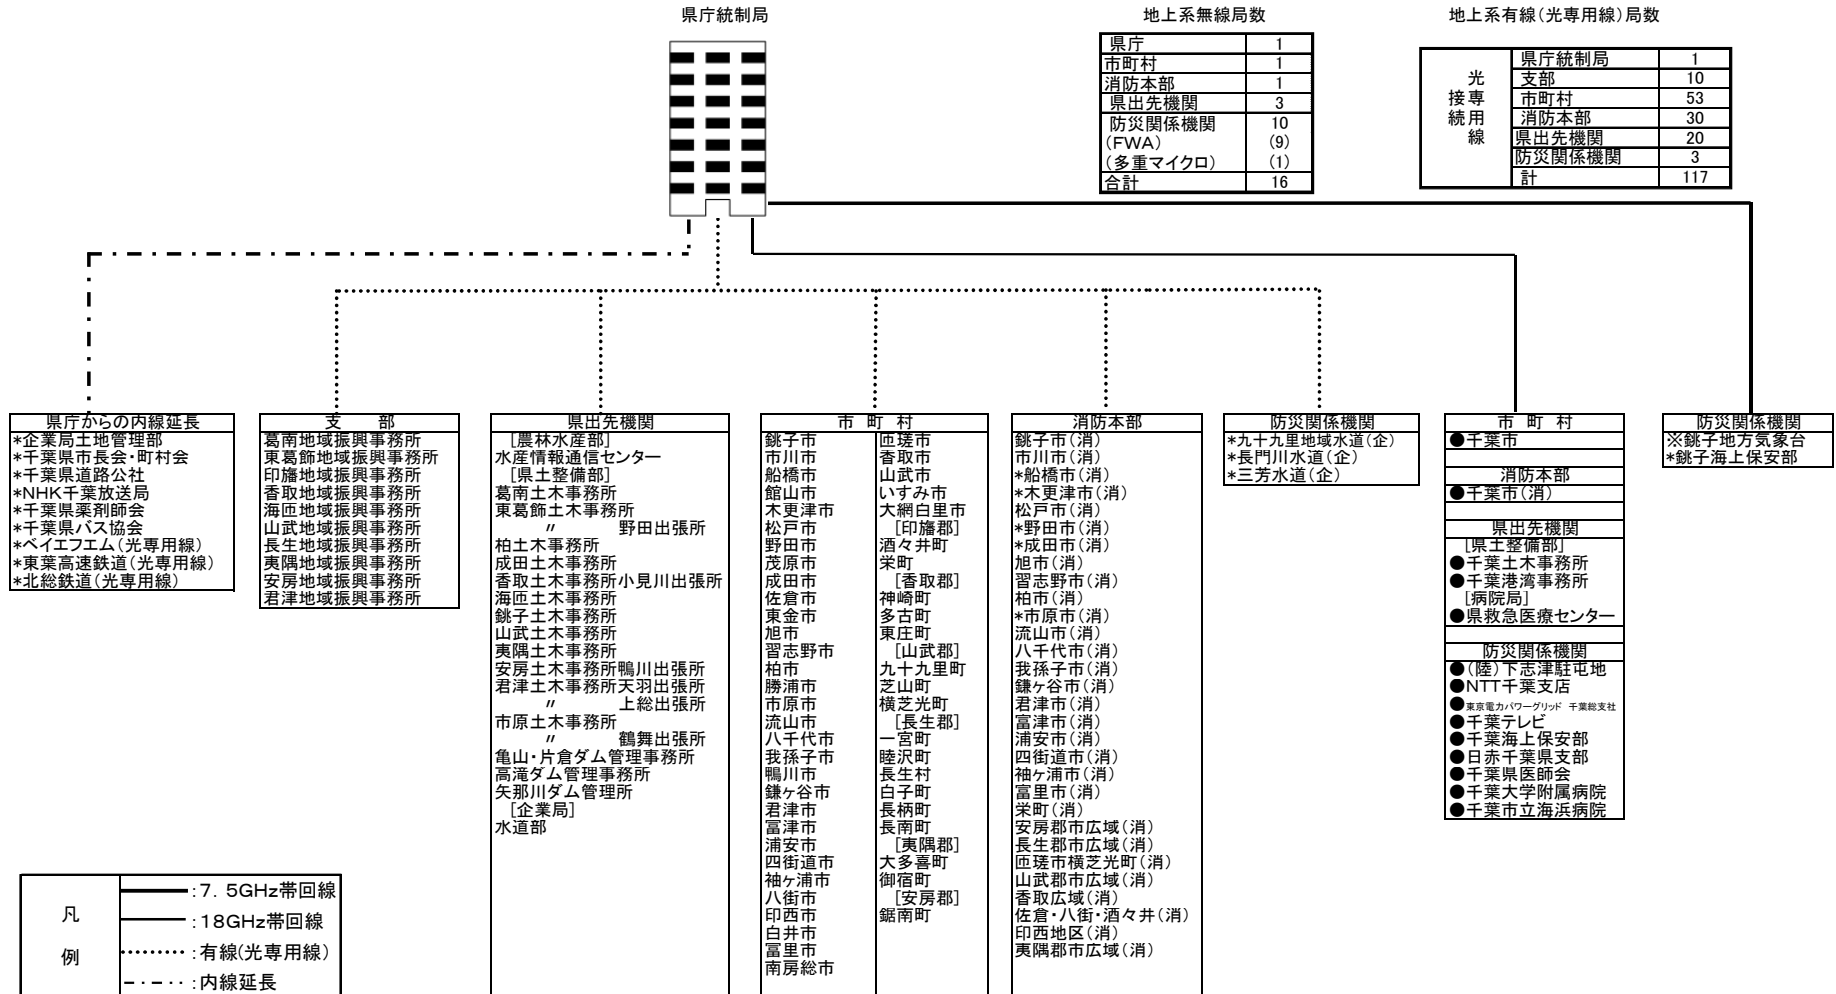 県庁統制局
地上系無線局数
県庁 1
市町村 1
消防本部 1
県出先機関 3
防災関係機関 10
(FWA) (9)
(多重マイクロ) (1)
合計 16
地上系有線(光専用線)局数
光専用線
接続
県庁統制局 1
支部 10
市町村 53
消防本部 30
県出先機関 20
防災関係機関 3
計 117
県庁からの内線延長
*企業局土地管理部
*千葉県市長会・町村会
*千葉県道路公社
*NHK千葉放送局
*千葉県薬剤師会
*千葉県バス協会
*ベイエフエム(光専用線)
*東葉高速鉄道(光専用線)
*北総鉄道(光専用線)
支 部
葛南地域振興事務所
東葛飾地域振興事務所
印旛地域振興事務所
香取地域振興事務所
海匝地域振興事務所
山武地域振興事務所
長生地域振興事務所
夷隅地域振興事務所
安房地域振興事務所
君津地域振興事務所
県出先機関
[農林水産部]
水産情報通信センター
[県土整備部]
葛南土木事務所
東葛飾土木事務所
〃 野田出張所
柏土木事務所
成田土木事務所
香取土木事務所小見川出張所
海匝土木事務所
銚子土木事務所
山武土木事務所
夷隅土木事務所
安房土木事務所鴨川出張所
君津土木事務所天羽出張所
〃 上総出張所
市原土木事務所
〃 鶴舞出張所
亀山・片倉ダム管理事務所
高滝ダム管理事務所
矢那川ダム管理所
[企業局]
水道部
市 町 村
銚子市
市川市
船橋市
館山市
木更津市
松戸市
野田市
茂原市
成田市
佐倉市
東金市
旭市
習志野市
柏市
勝浦市
市原市
流山市
八千代市
我孫子市
鴨川市
鎌ヶ谷市
君津市
富津市
浦安市
四街道市
袖ヶ浦市
八街市
印西市
白井市
富里市
南房総市
匝瑳市
香取市
山武市
いすみ市
大網白里市
[印旛郡]
酒々井町
栄町
[香取郡]
神崎町
多古町
東庄町
[山武郡]
九十九里町
芝山町
横芝光町
[長生郡]
一宮町
睦沢町
長生村
白子町
長柄町
長南町
[夷隅郡]
大多喜町
御宿町
[安房郡]
鋸南町
消防本部
銚子市(消)
市川市(消)
*船橋市(消)
*木更津市(消)
松戸市(消)
*野田市(消)
*成田市(消)
旭市(消)
習志野市(消)
柏市(消)
*市原市(消)
流山市(消)
八千代市(消)
我孫子市(消)
鎌ヶ谷市(消)
君津市(消)
富津市(消)
浦安市(消)
四街道市(消)
袖ヶ浦市(消)
富里市(消)
栄町(消)
安房郡市広域(消)
長生郡市広域(消)
匝瑳市横芝光町(消)
山武郡市広域(消)
香取広域(消)
佐倉・八街・酒々井(消)
印西地区(消)
夷隅郡市広域(消)
防災関係機関
*九十九里地域水道(企)
*長門川水道(企)
*三芳水道(企)
市 町 村
●千葉市
消防本部
●千葉市(消)
県出先機関
[県土整備部]
●千葉土木事務所
●千葉港湾事務所
[病院局]
●県救急医療センター
防災関係機関
●(陸)下志津駐屯地
●NTT千葉支店
●東京電力パワーグリッド 千葉総支社
●千葉テレビ
●千葉海上保安部
●日赤千葉県支部
●千葉県医師会
●千葉大学附属病院
●千葉市立海浜病院
防災関係機関
※銚子地方気象台
*銚子海上保安部
凡例
:7.5GHz帯回線
:18GHz帯回線
:有線(光専用線)
:内線延長